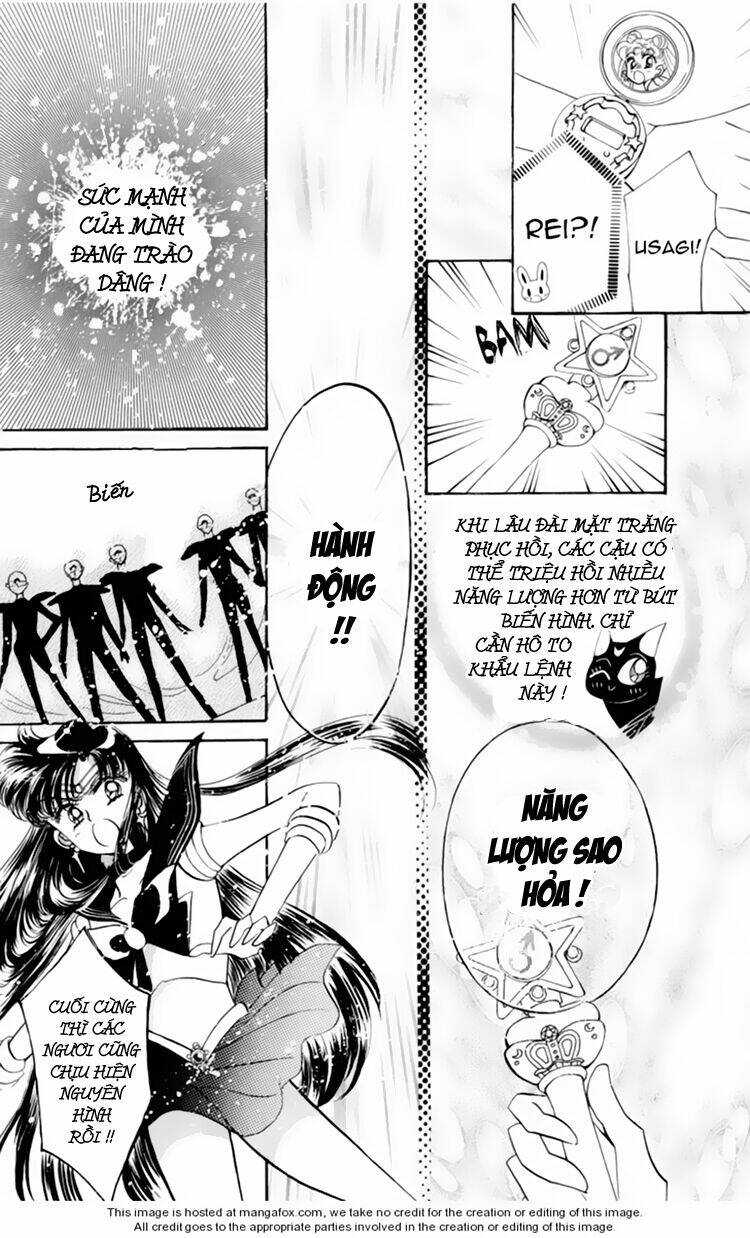 USAGI!
REI?!
BAM
KHI LÂU ĐÀI MẶT TRĂNG
PHỤC HỒI, CÁC CẬU CÓ
THỂ TRIỆU HỒI NHIỀU
NĂNG LƯỢNG HƠN TỪ BÚT
BIẾN HÌNH. CHỈ
CẦN HÔ TO
KHẨU LỆNH
NÀY !
NĂNG
LƯỢNG SAO
HỎA !
SỨC MẠNH
CỦA MÌNH
ĐANG TRÀO
DÂNG !
HÀNH
ĐỘNG
!!
Biến
CUỐI CÙNG
THÌ CÁC
NGƯƠI CŨNG
CHỊU HIỆN
NGUYÊN
HÌNH
RỒI !!
This image is hosted at mangafox.com, we take no credit for the creation or editing of this image.
All credit goes to the appropriate parties involved in the creation or editing of this image